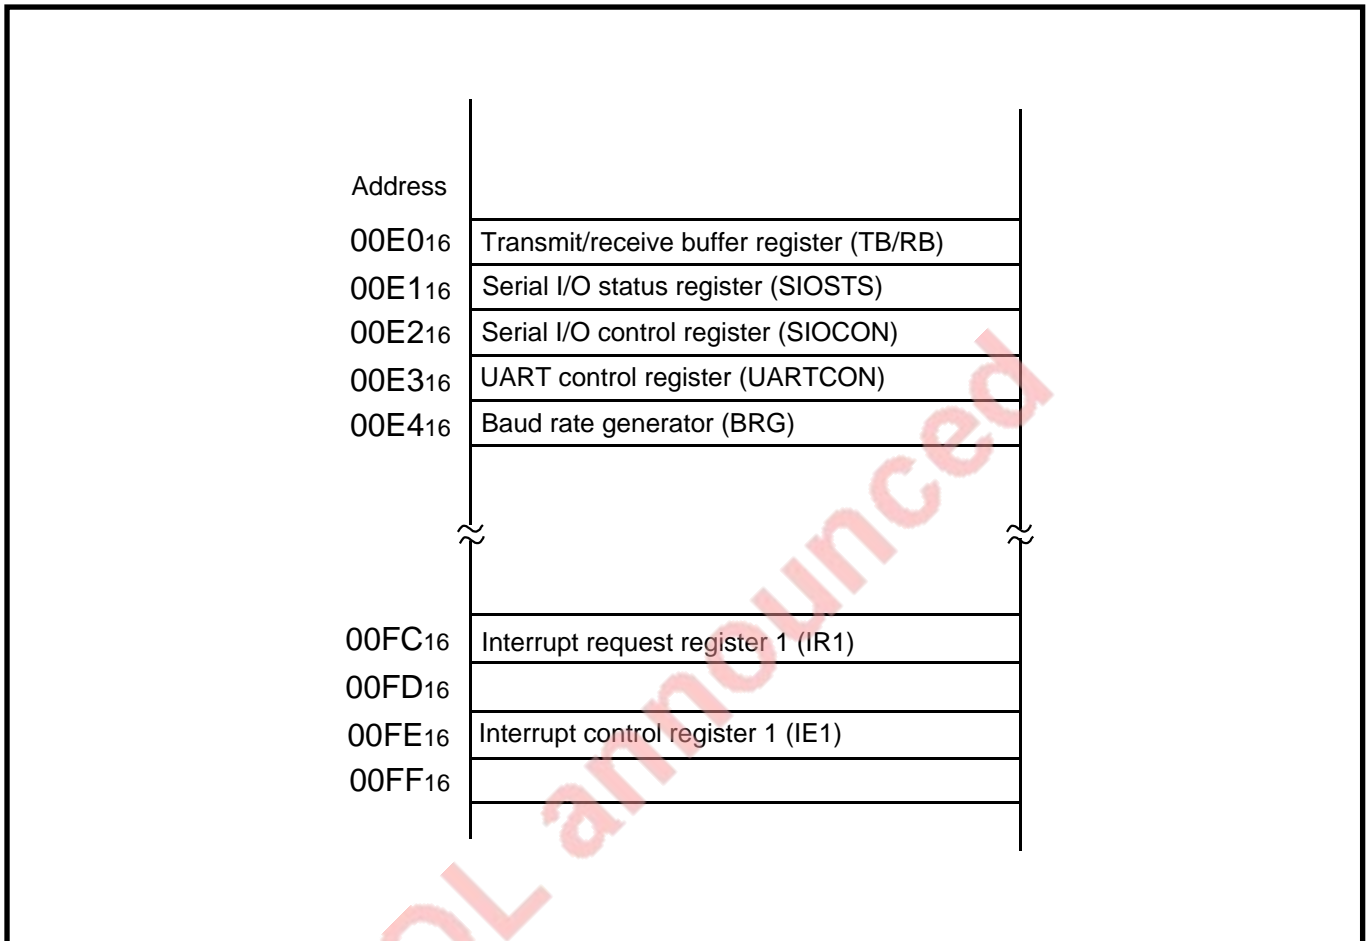 Address
00E016 Transmit/receive buffer register (TB/RB)
00E116 Serial I/O status register (SIOSTS)
00E216 Serial I/O control register (SIOCON)
00E316 UART control register (UARTCON)
00E416 Baud rate generator (BRG)
00FC16 Interrupt request register 1 (IR1)
00FD16
00FE16 Interrupt control register 1 (IE1)
00FF16
announced